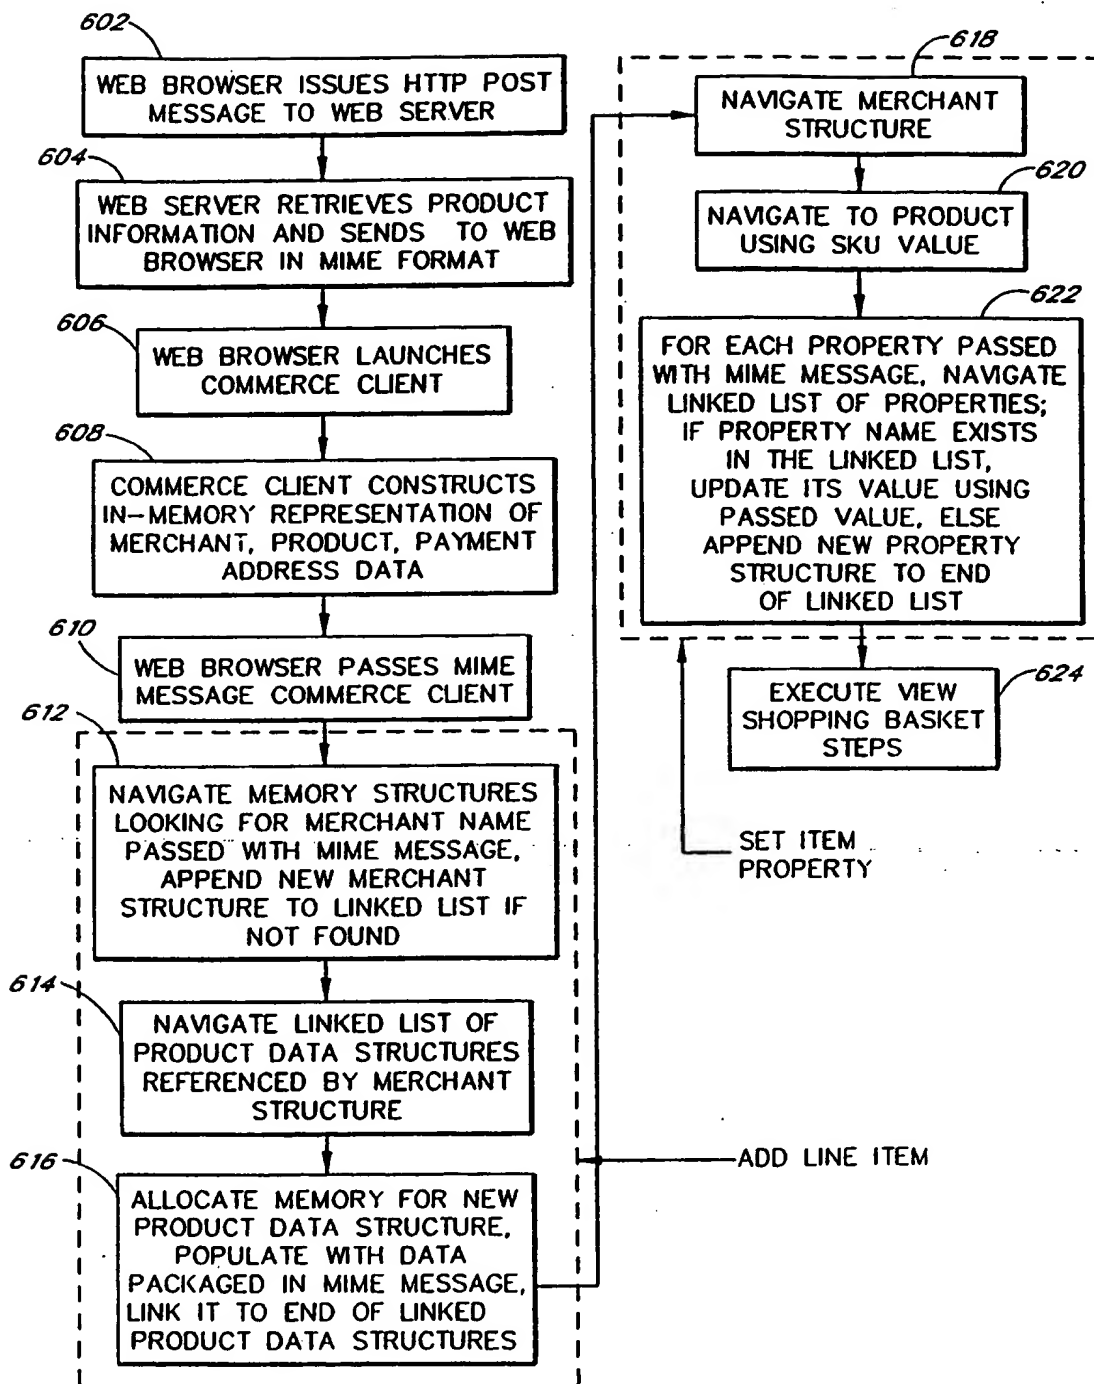 602
WEB BROWSER ISSUES HTTP POST
MESSAGE TO WEB SERVER
604
WEB SERVER RETRIEVES PRODUCT
INFORMATION AND SENDS TO WEB
BROWSER IN MIME FORMAT
606
WEB BROWSER LAUNCHES
COMMERCE CLIENT
608
COMMERCE CLIENT CONSTRUCTS
IN-MEMORY REPRESENTATION OF
MERCHANT, PRODUCT, PAYMENT
ADDRESS DATA
610
WEB BROWSER PASSES MIME
MESSAGE COMMERCE CLIENT
612
NAVIGATE MEMORY STRUCTURES
LOOKING FOR MERCHANT NAME
PASSED WITH MIME MESSAGE,
APPEND NEW MERCHANT
STRUCTURE TO LINKED LIST IF
NOT FOUND
614
NAVIGATE LINKED LIST OF
PRODUCT DATA STRUCTURES
REFERENCED BY MERCHANT
STRUCTURE
616
ALLOCATE MEMORY FOR NEW
PRODUCT DATA STRUCTURE,
POPULATE WITH DATA
PACKAGED IN MIME MESSAGE,
LINK IT TO END OF LINKED
PRODUCT DATA STRUCTURES
ADD LINE ITEM
618
NAVIGATE MERCHANT
STRUCTURE
620
NAVIGATE TO PRODUCT
USING SKU VALUE
622
FOR EACH PROPERTY PASSED
WITH MIME MESSAGE, NAVIGATE
LINKED LIST OF PROPERTIES;
IF PROPERTY NAME EXISTS
IN THE LINKED LIST,
UPDATE ITS VALUE USING
PASSED VALUE, ELSE
APPEND NEW PROPERTY
STRUCTURE TO END
OF LINKED LIST
624
EXECUTE VIEW
SHOPPING BASKET
STEPS
SET ITEM
PROPERTY